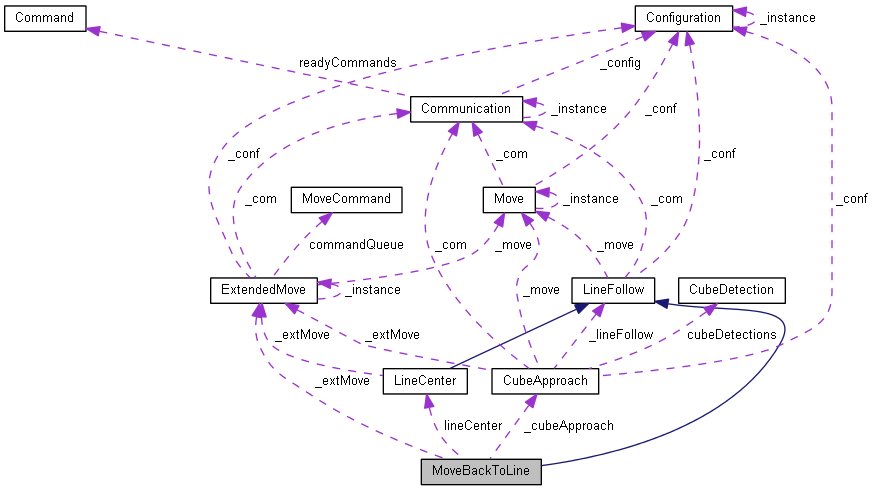 Command
Configuration
_instance
readyCommands
_config
Communication
_instance
_conf
_conf
_com
_conf
_com
MoveCommand
Move
_instance
_com
_conf
commandQueue
_com
_move
_move
ExtendedMove
_instance
_move
LineFollow
CubeDetection
_extMove
_extMove
_lineFollow
cubeDetections
_extMove
LineCenter
CubeApproach
lineCenter
_cubeApproach
MoveBackToLine